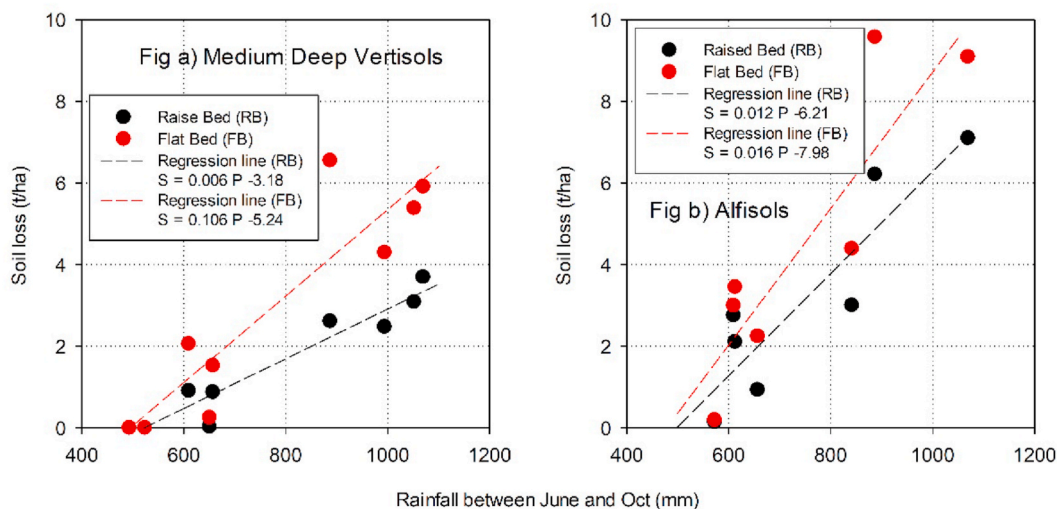 Fig a) Medium Deep Vertisols
Raise Bed (RB)
Flat Bed (FB)
Regression line (RB)
S = 0.006 P -3.18
Regression line (FB)
S = 0.106 P -5.24
Soil loss (t/ha)
10
8
6
4
2
0
400
600
800
1000
1200
Raised Bed (RB)
Flat Bed (FB)
Regression line (RB)
S = 0.012 P -6.21
Regression line (FB)
S = 0.016 P -7.98
Fig b) Alfisols
Soil loss (t/ha)
10
8
6
4
2
0
400
600
800
1000
1200
Rainfall between June and Oct (mm)